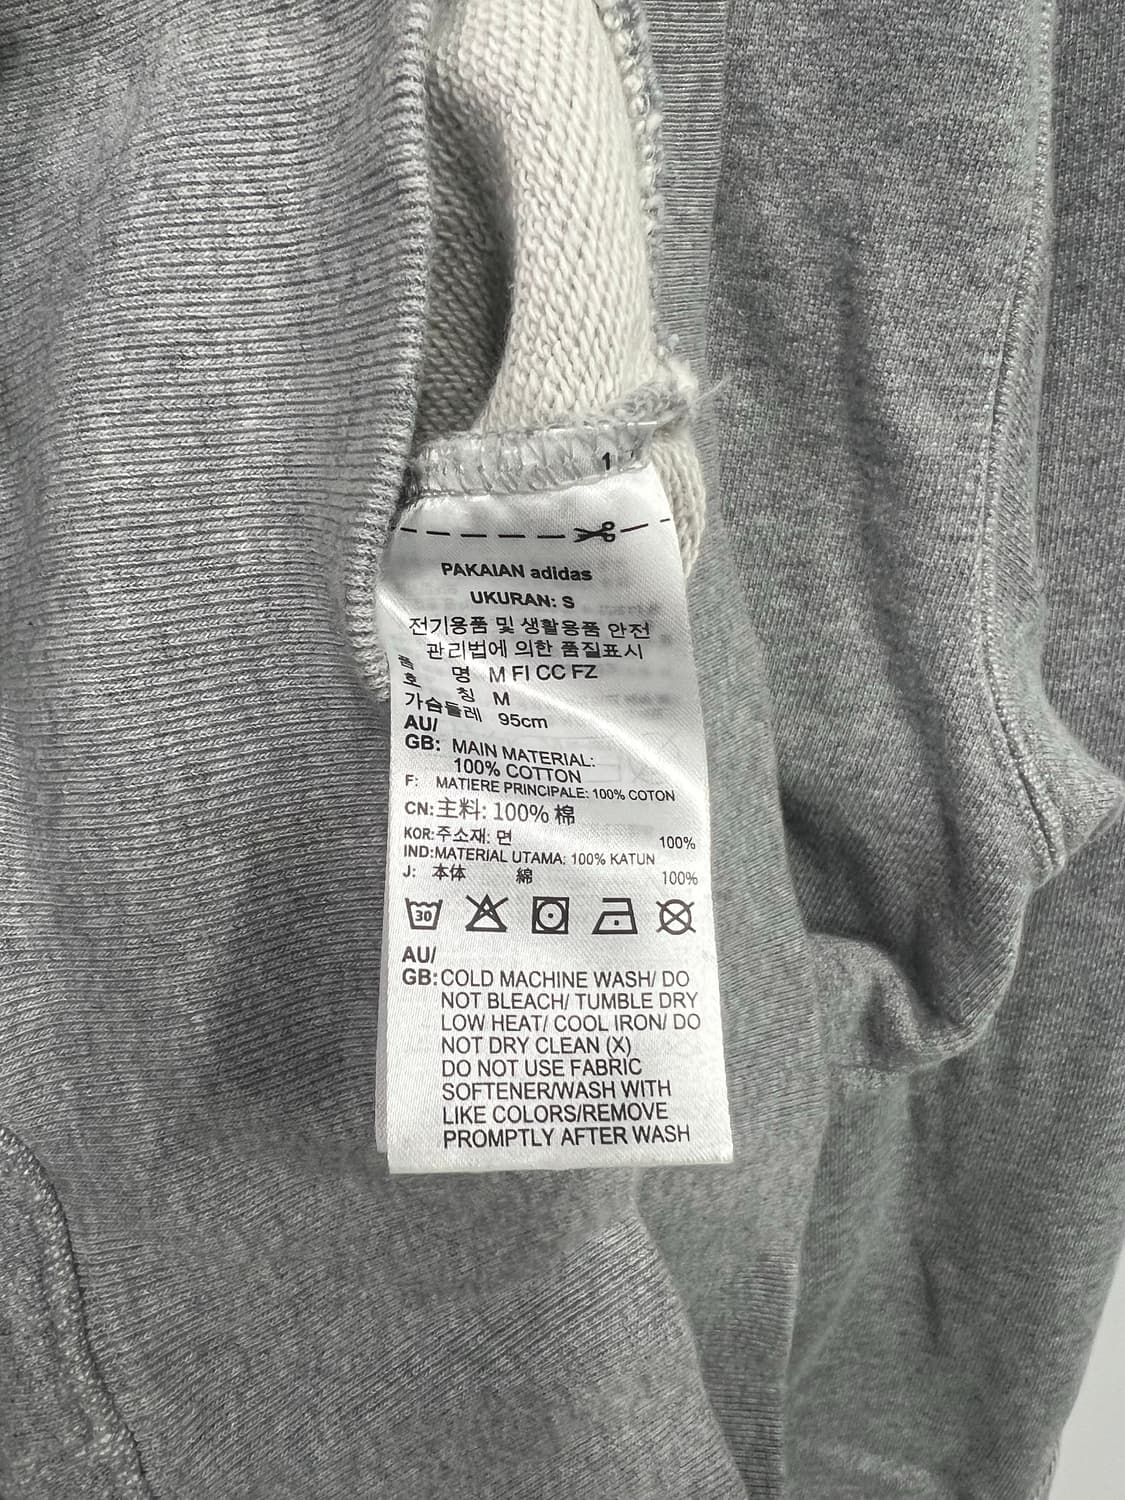 1
PAKAIAN adidas
UKURAN: S
전기용품 및 생활용품 안전
관리법에 의한 품질표시
품 명 M FI CC FZ
호 칭 M
가슴둘레 95cm
AU/
GB: MAIN MATERIAL:
100% COTTON
F: MATIERE PRINCIPALE: 100% COTON
CN:主料: 100% 棉
KOR:주소재: 면 100%
IND:MATERIAL UTAMA: 100% KATUN
J: 本体 綿 100%
30
AU/
GB:COLD MACHINE WASH/ DO
NOT BLEACH/ TUMBLE DRY
LOW HEAT/ COOL IRON/ DO
NOT DRY CLEAN (X)
DO NOT USE FABRIC
SOFTENER/WASH WITH
LIKE COLORS/REMOVE
PROMPTLY AFTER WASH